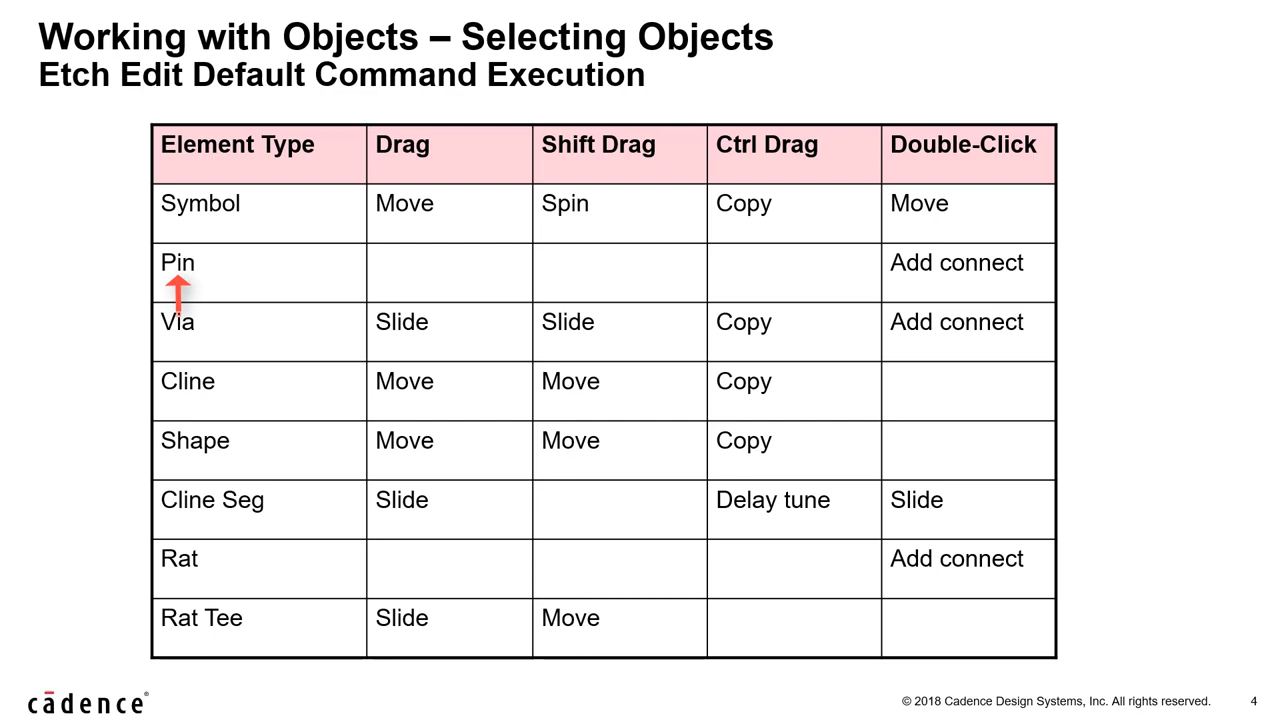 Working with Objects – Selecting Objects
Etch Edit Default Command Execution
Element Type Drag Shift Drag Ctrl Drag Double-Click
Symbol Move Spin Copy Move
Pin Add connect
Via Slide Slide Copy Add connect
Cline Move Move Copy
Shape Move Move Copy
Cline Seg Slide Delay tune Slide
Rat Add connect
Rat Tee Slide Move
cādence® © 2018 Cadence Design Systems, Inc. All rights reserved. 4